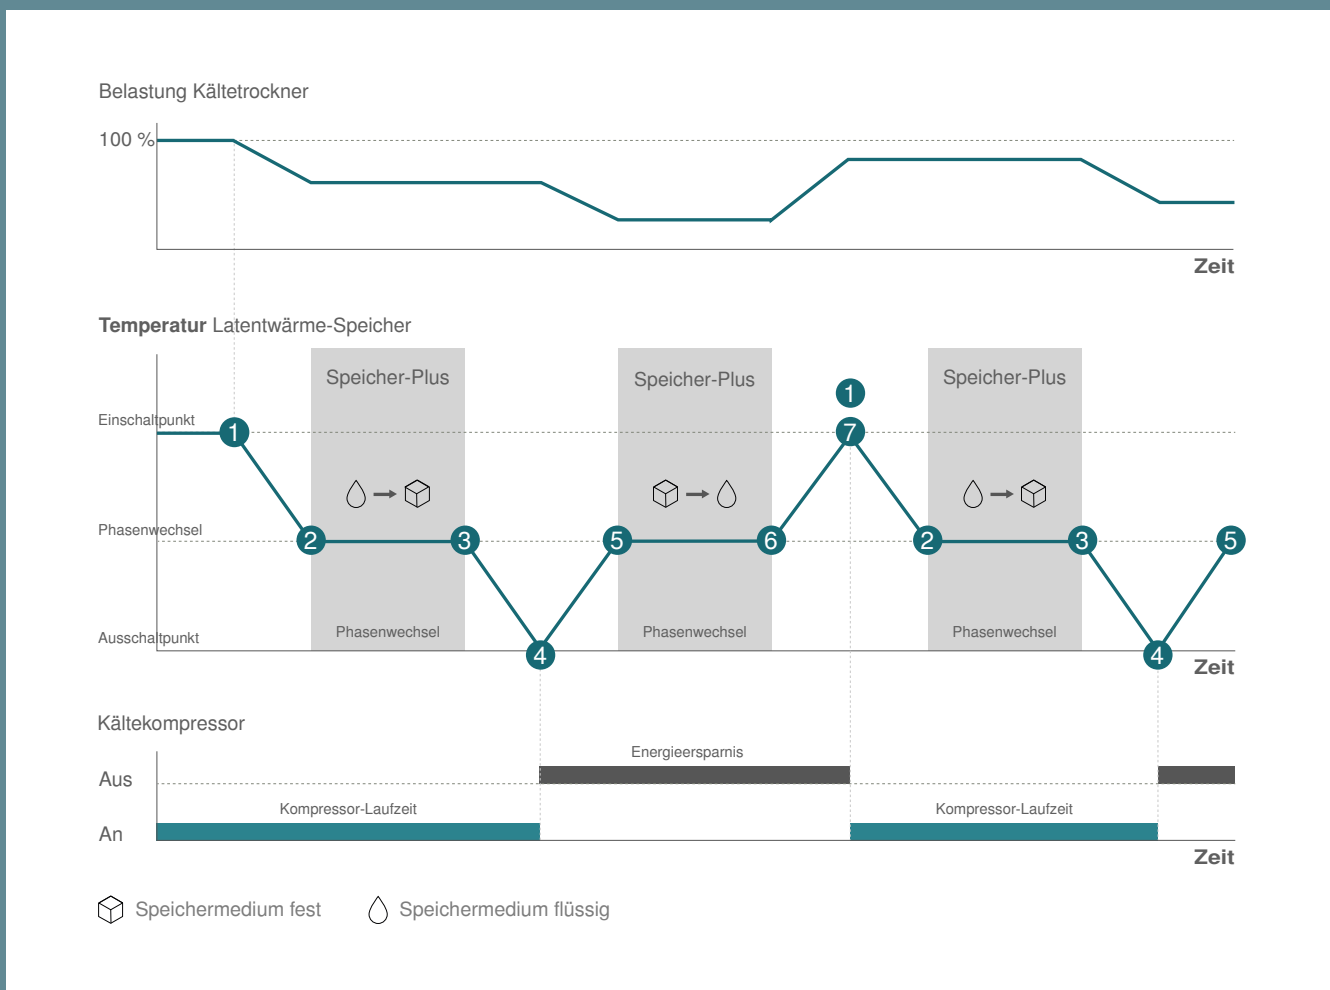 Belastung Kältetrockner
100 %
Zeit
Temperatur Latentwärme-Speicher
Speicher-Plus
Speicher-Plus
Speicher-Plus
1
Einschaltpunkt
1
7
Phasenwechsel
2
3
5
6
2
3
5
Ausschaltpunkt
Phasenwechsel
Phasenwechsel
Phasenwechsel
4
4
Zeit
Kältekompressor
Energieersparnis
Aus
Kompressor-Laufzeit
Kompressor-Laufzeit
An
Zeit
Speichermedium fest
Speichermedium flüssig